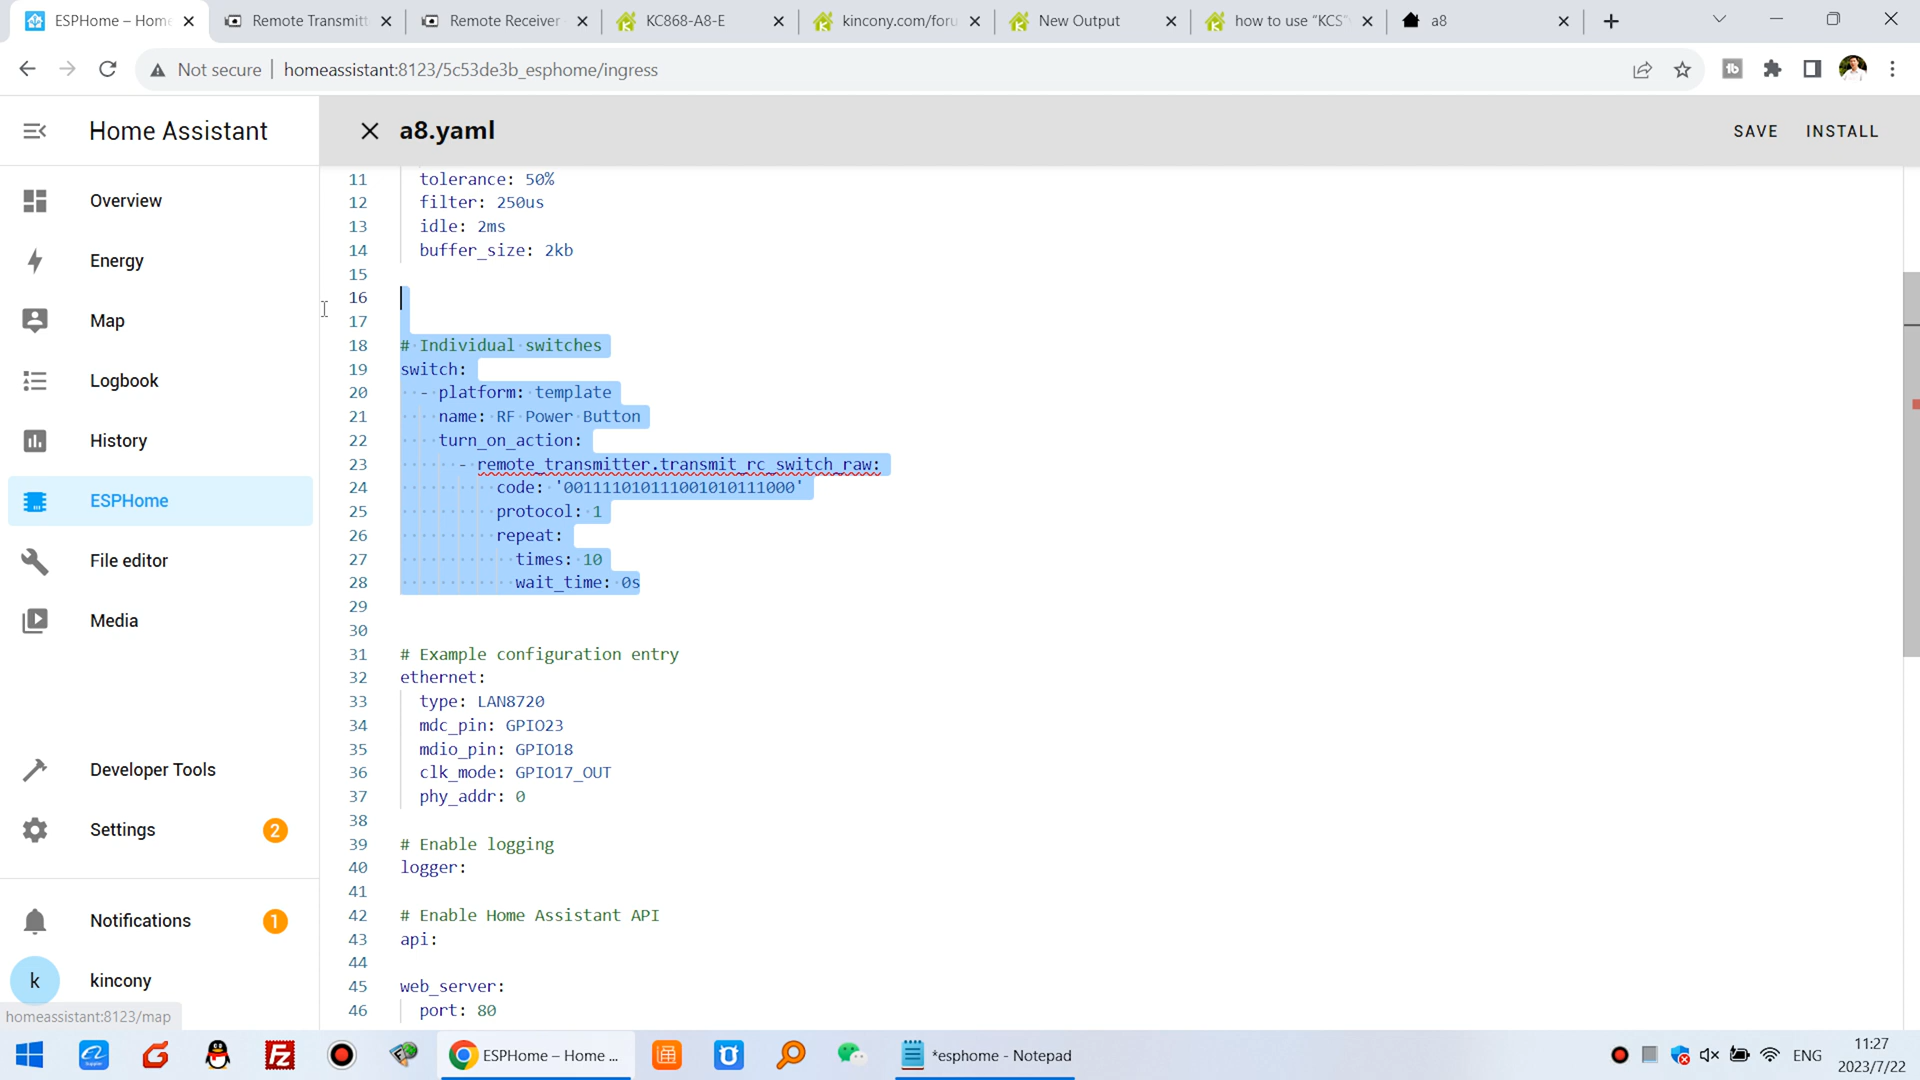 ESPHome – Home
Remote Transmitt
Remote Receiver
KC868-A8-E
kincony.com/foru
New Output
how to use "KCS"
a8
Not secure
homeassistant:8123/5c53de3b_esphome/ingress
Home Assistant
a8.yaml
SAVE
INSTALL
Overview
Energy
Map
Logbook
History
ESPHome
File editor
Media
Developer Tools
Settings
2
Notifications
1
k
kincony
homeassistant:8123/map
11 tolerance: 50%
12 filter: 250us
13 idle: 2ms
14 buffer_size: 2kb
15
16
17
18 # Individual switches
19 switch:
20 - platform: template
21 name: RF Power Button
22 turn_on_action:
23 - remote_transmitter.transmit_rc_switch_raw:
24 code: '001111010111001010111000'
25 protocol: 1
26 repeat:
27 times: 10
28 wait_time: 0s
29
30
31 # Example configuration entry
32 ethernet:
33 type: LAN8720
34 mdc_pin: GPIO23
35 mdio_pin: GPIO18
36 clk_mode: GPIO17_OUT
37 phy_addr: 0
38
39 # Enable logging
40 logger:
41
42 # Enable Home Assistant API
43 api:
44
45 web_server:
46 port: 80
ESPHome – Home ...
*esphome - Notepad
ENG
11:27
2023/7/22